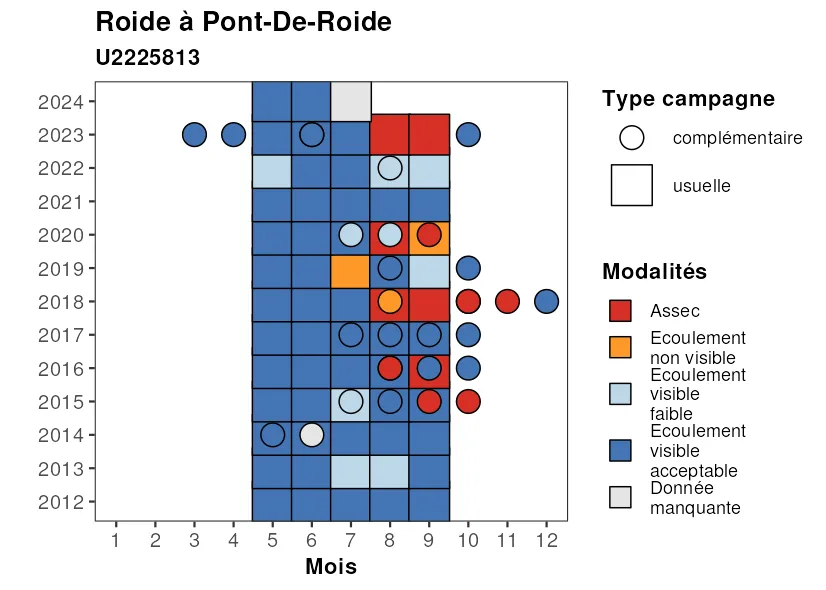 Roide à Pont-De-Roide
U2225813
2024
2023
2022
2021
2020
2019
2018
2017
2016
2015
2014
2013
2012
1 2 3 4 5 6 7 8 9 10 11 12
Mois
Type campagne
complémentaire
usuelle
Modalités
Assec
Ecoulement
non visible
Ecoulement
visible
faible
Ecoulement
visible
acceptable
Donnée
manquante